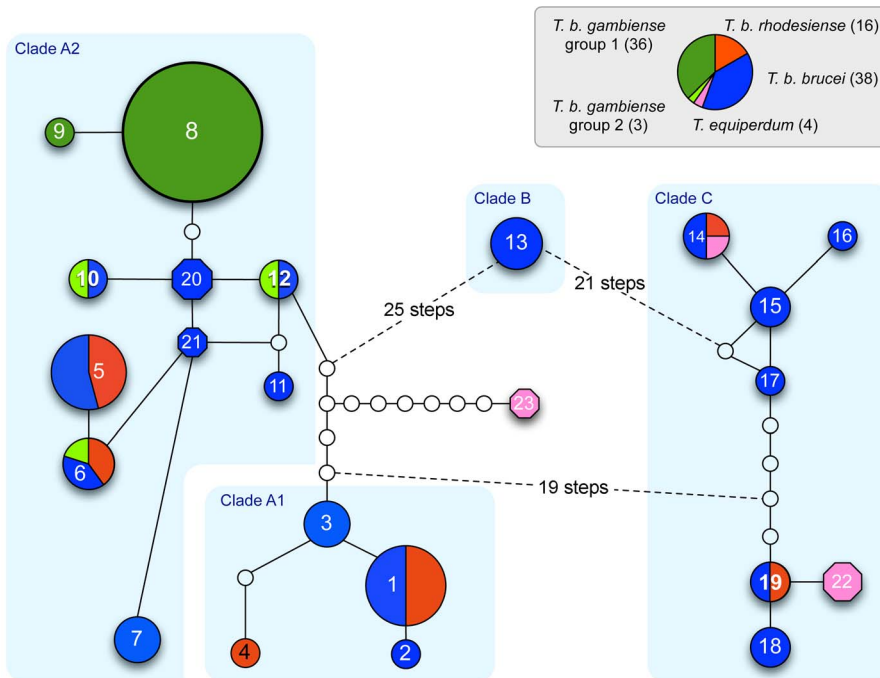 T. b. gambiense
group 1 (36)
T. b. rhodesiense (16)
T. b. brucei (38)
T. b. gambiense
group 2 (3)
T. equiperdum (4)
Clade A2
9
8
10
20
12
21
5
11
6
7
Clade B
13
25 steps
21 steps
23
19 steps
Clade A1
3
1
4
2
Clade C
14
16
15
17
19
22
18